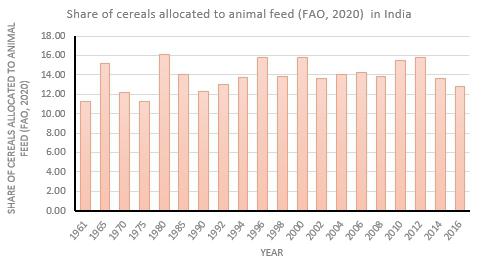 Share of cereals allocated to animal feed (FAO, 2020)  in India
SHARE OF CEREALS ALLOCATED TO ANIMAL
FEED (FAO, 2020)
18.00
16.00
14.00
12.00
10.00
8.00
6.00
4.00
2.00
0.00
1961 1965 1970 1975 1980 1985 1990 1992 1994 1996 1998 2000 2002 2004 2006 2008 2010 2012 2014 2016
YEAR